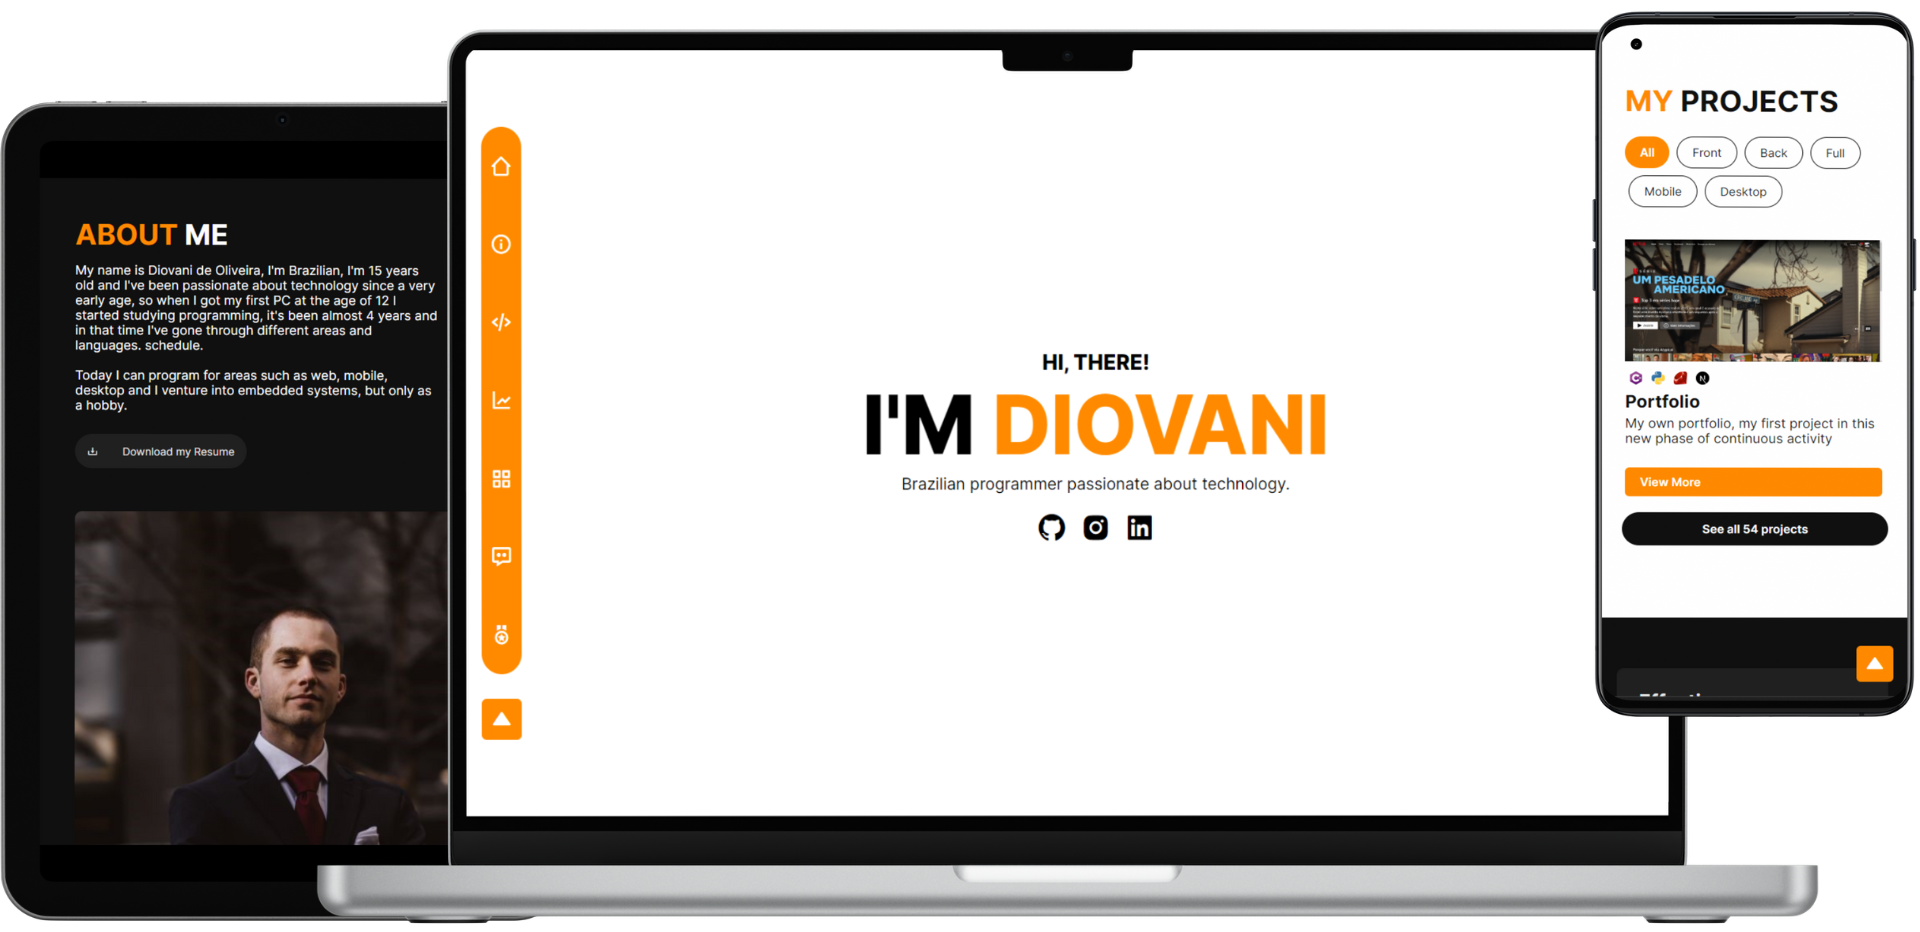 ABOUT ME
My name is Diovani de Oliveira, I'm Brazilian, I'm 15 years
old and I've been passionate about technology since a very
early age, so when I got my first PC at the age of 12 I
started studying programming, it's been almost 4 years and
in that time I've gone through different areas and
languages. schedule.
Today I can program for areas such as web, mobile,
desktop and I venture into embedded systems, but only as
a hobby.
Download my Resume
HI, THERE!
I'M DIOVANI
Brazilian programmer passionate about technology.
in
MY PROJECTS
All
Front
Back
Full
Mobile
Desktop
UM PESADELO
AMERICANO
Portfolio
My own portfolio, my first project in this
new phase of continuous activity
View More
See all 54 projects